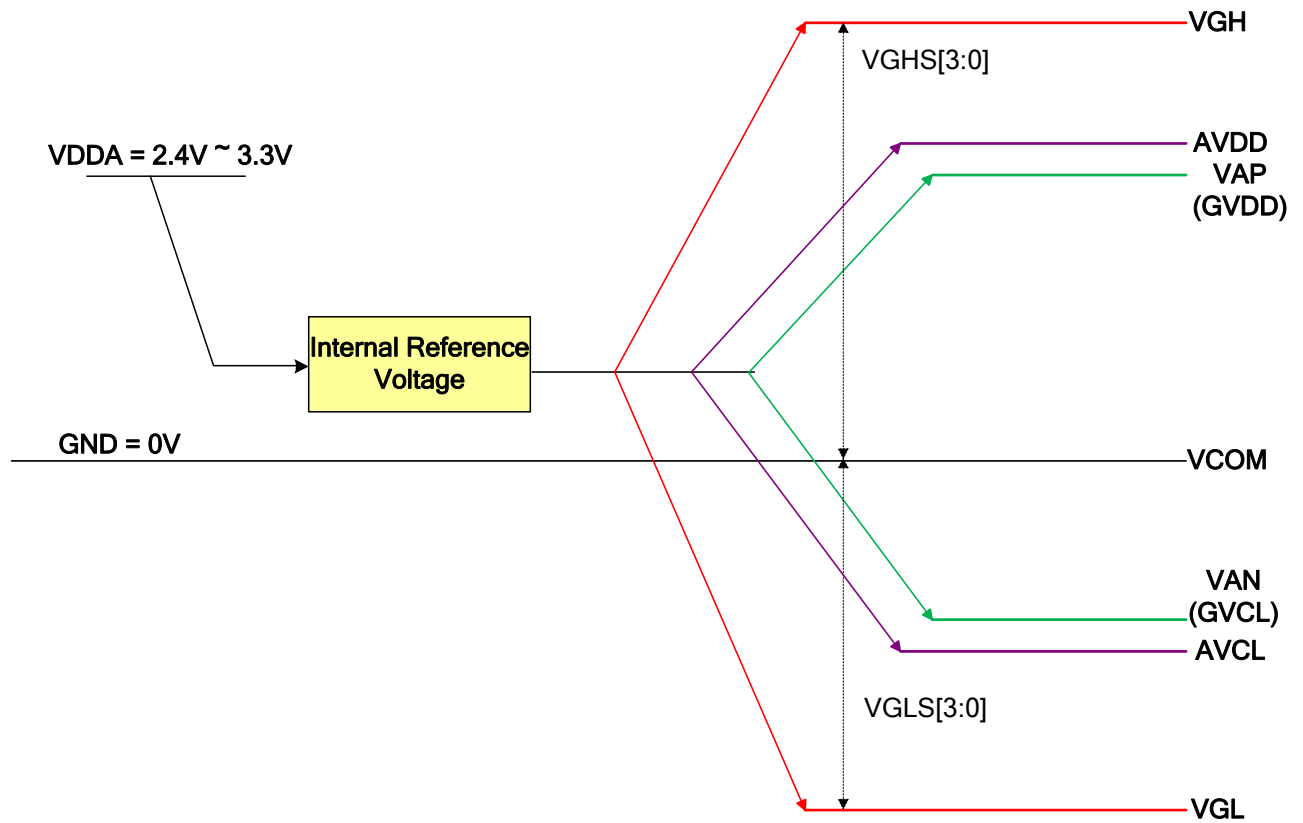 VGH
VGHS[3:0]
VDDA = 2.4V ~ 3.3V
AVDD
VAP
(GVDD)
Internal Reference
Voltage
GND = 0V
VCOM
VAN
(GVCL)
AVCL
VGLS[3:0]
VGL